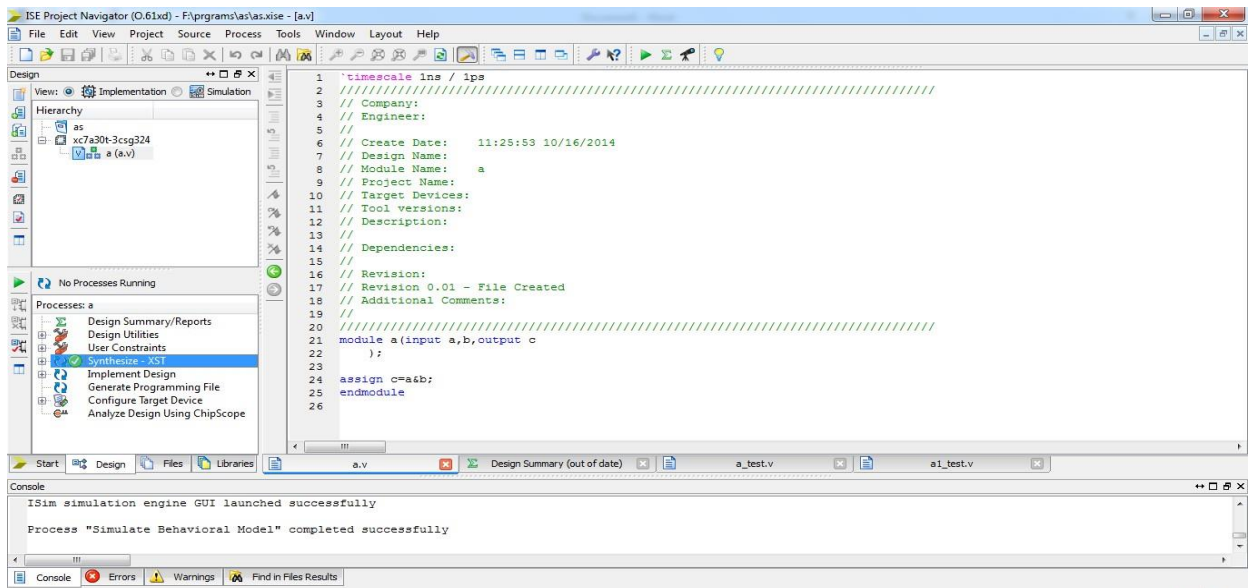 ISE Project Navigator (O.61xd) - F:\prgrams\as\as.xise - [a.v]
File Edit View Project Source Process Tools Window Layout Help
Design
View: Implementation Simulation
Hierarchy
as
xc7a30t-3csg324
a (a.v)
No Processes Running
Processes: a
Design Summary/Reports
Design Utilities
User Constraints
Synthesize - XST
Implement Design
Generate Programming File
Configure Target Device
Analyze Design Using ChipScope
Start Design Files Libraries
1 `timescale 1ns / 1ps
2 //////////////////////////////////////////////////////////////////////////////////
3 // Company:
4 // Engineer:
5 //
6 // Create Date: 11:25:53 10/16/2014
7 // Design Name:
8 // Module Name: a
9 // Project Name:
10 // Target Devices:
11 // Tool versions:
12 // Description:
13 //
14 // Dependencies:
15 //
16 // Revision:
17 // Revision 0.01 - File Created
18 // Additional Comments:
19 //
20 //////////////////////////////////////////////////////////////////////////////////
21 module a(input a,b,output c
22 );
23
24 assign c=a&b;
25 endmodule
26
a.v Design Summary (out of date) a_test.v a1_test.v
Console
ISim simulation engine GUI launched successfully
Process "Simulate Behavioral Model" completed successfully
Console Errors Warnings Find in Files Results